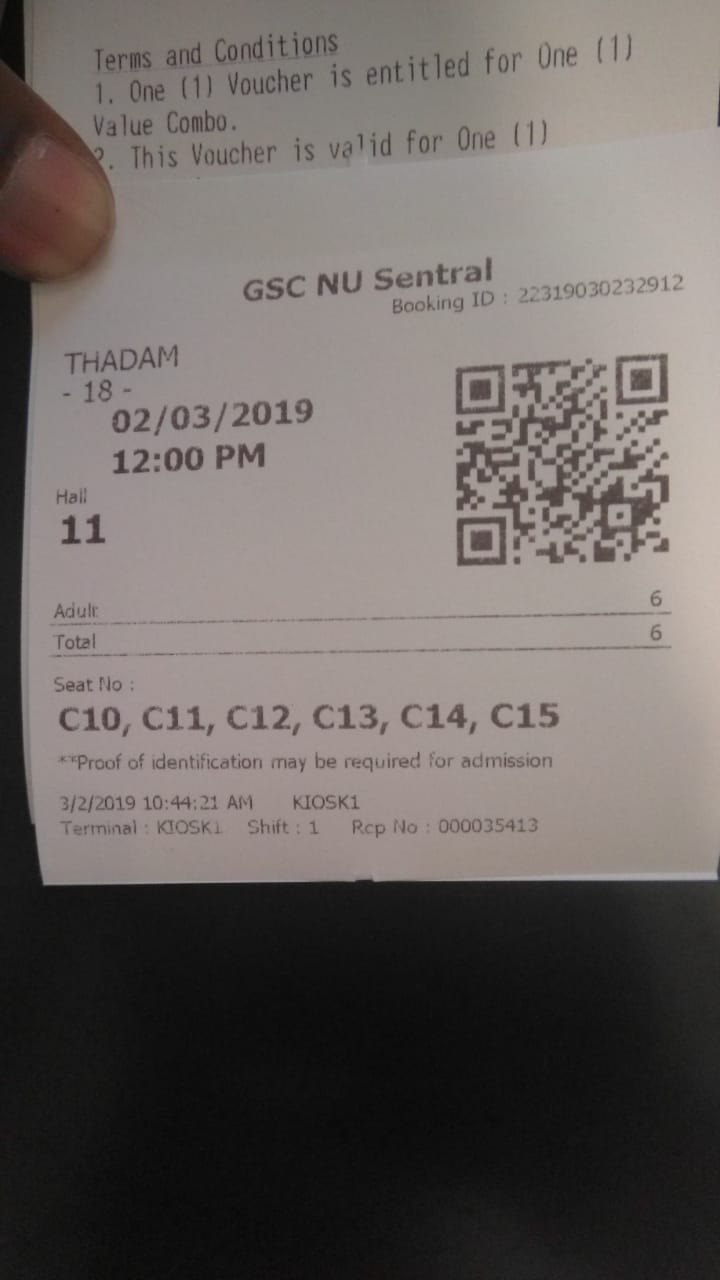 Terms and Conditions
1. One (1) Voucher is entitled for One (1)
Value Combo.
2. This Voucher is valid for One (1)
GSC NU Sentral
Booking ID : 22319030232912
THADAM
- 18 -
02/03/2019
12:00 PM
Hall
11
Adult 6
Total 6
Seat No :
C10, C11, C12, C13, C14, C15
**Proof of identification may be required for admission
3/2/2019 10:44:21 AM KIOSK1
Terminal : KIOSK1 Shift : 1 Rcp No : 000035413